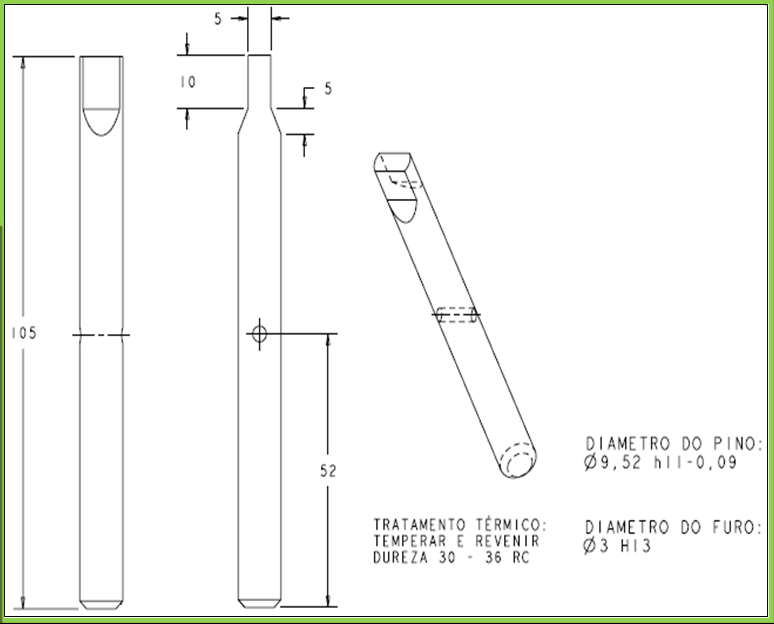 5
10
5
105
52
DIAMETRO DO PINO:
Ø9,52 h11-0,09
TRATAMENTO TÉRMICO:
TEMPERAR E REVENIR
DUREZA 30 - 36 RC
DIAMETRO DO FURO:
Ø3 H13